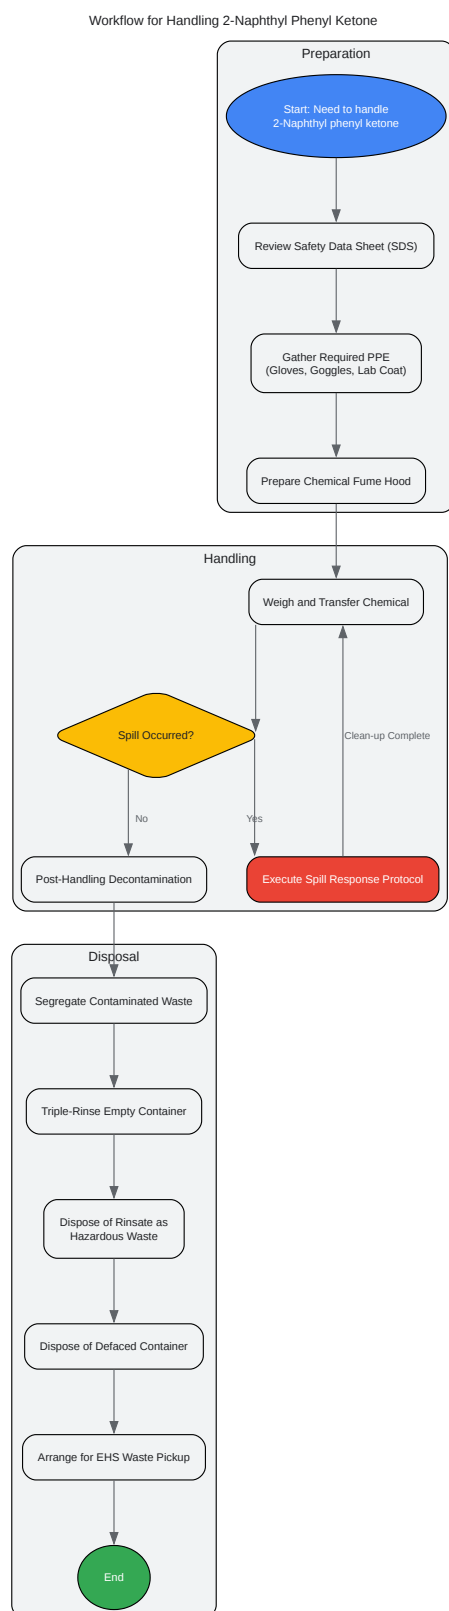 Workflow for Handling 2-Naphthyl Phenyl Ketone
Preparation
Start: Need to handle
2-Naphthyl phenyl ketone
Review Safety Data Sheet (SDS)
Gather Required PPE
(Gloves, Goggles, Lab Coat)
Prepare Chemical Fume Hood
Handling
Weigh and Transfer Chemical
Spill Occurred?
Clean-up Complete
No
Yes
Post-Handling Decontamination
Execute Spill Response Protocol
Disposal
Segregate Contaminated Waste
Triple-Rinse Empty Container
Dispose of Rinsate as
Hazardous Waste
Dispose of Defaced Container
Arrange for EHS Waste Pickup
End